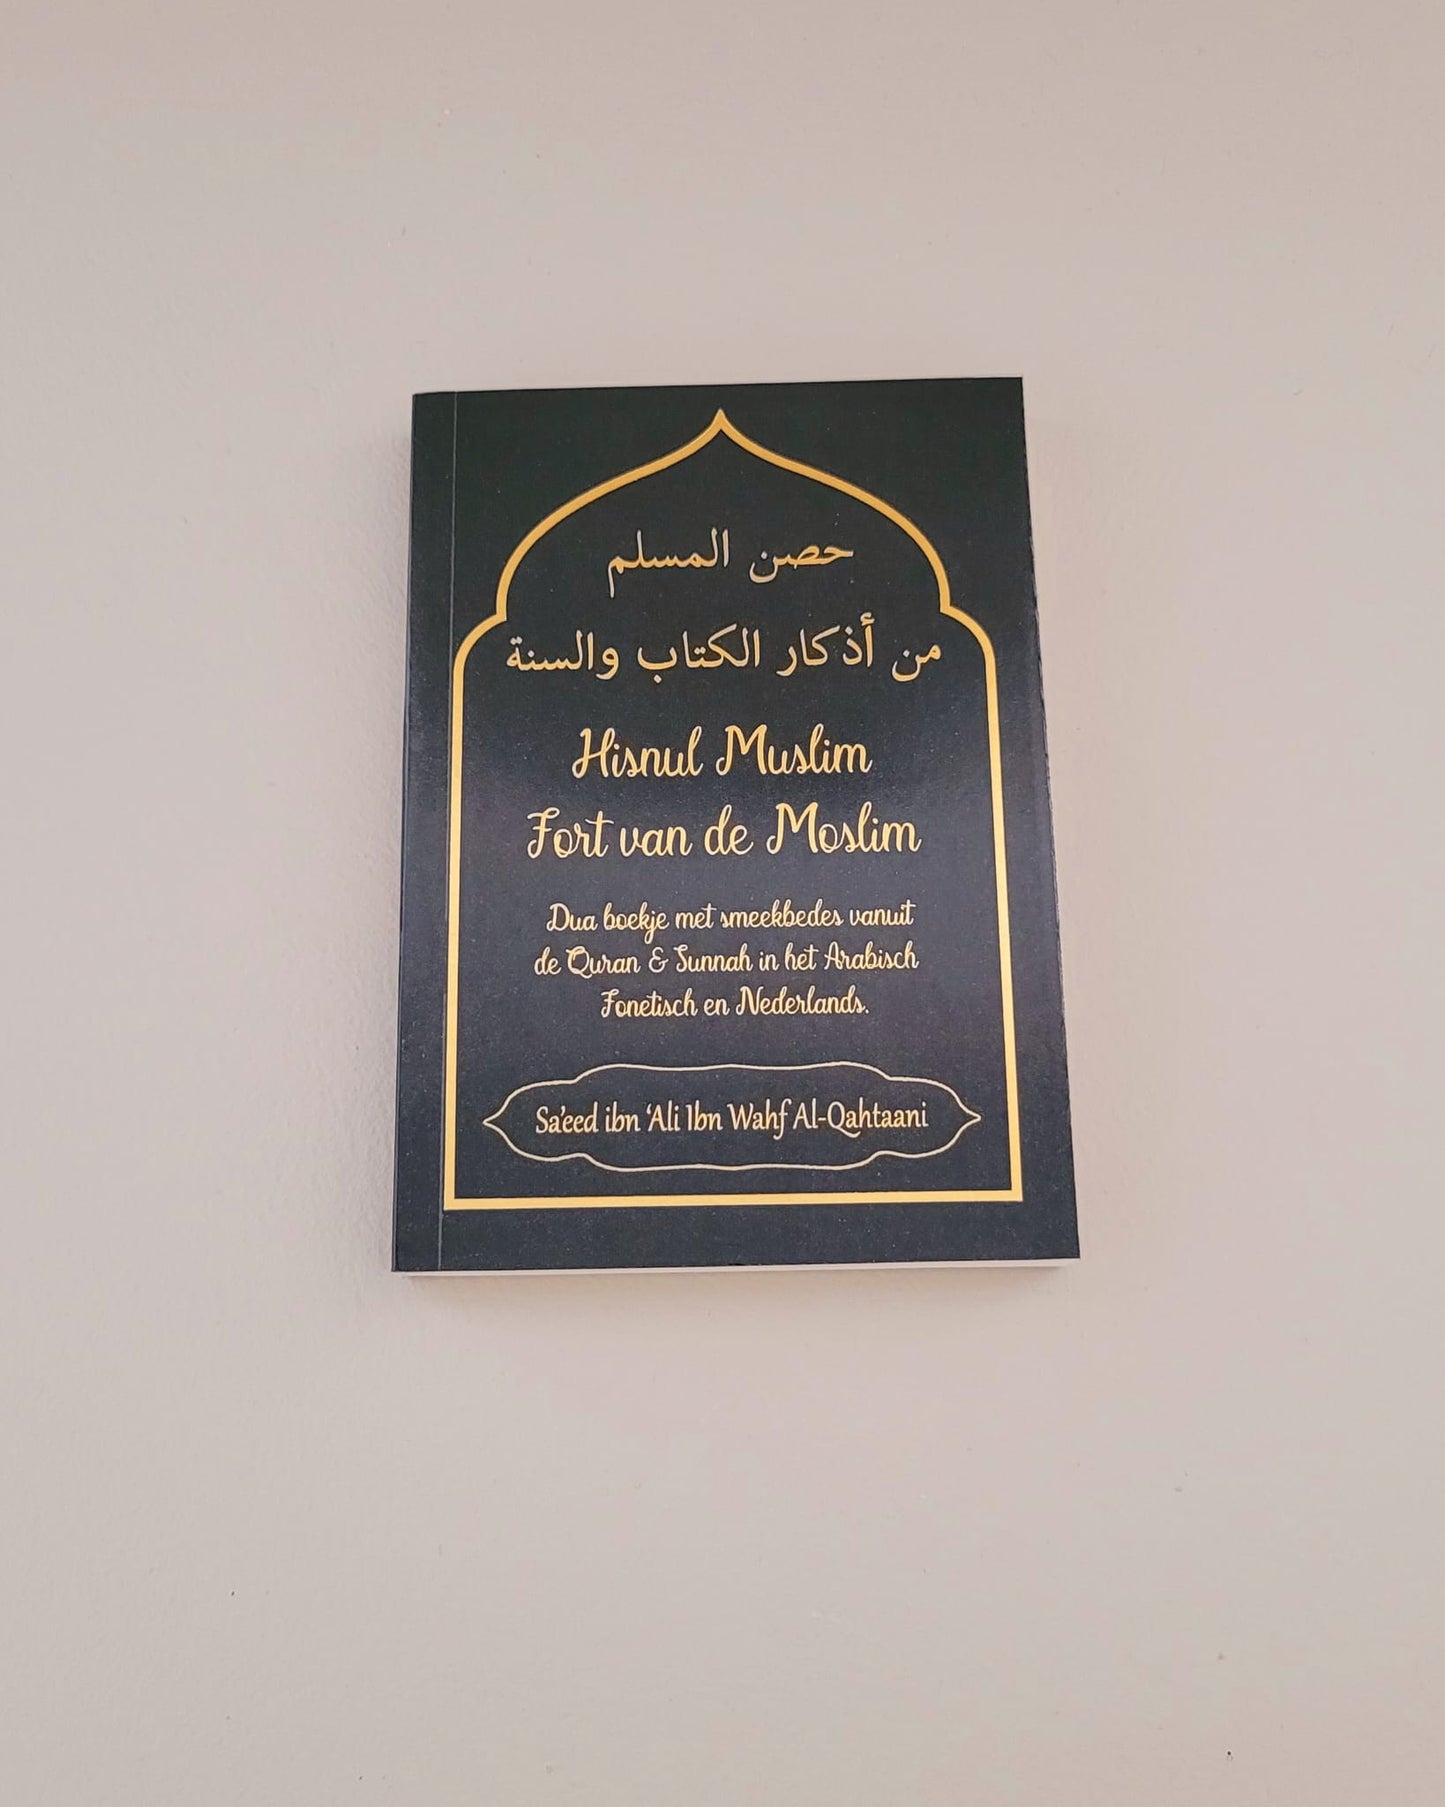 حصن المسلم
من أذكار الكتاب والسنة
Hisnul Muslim
Fort van de Moslim
Dua boekje met smeekbedes vanuit
de Quran & Sunnah in het Arabisch
Fonetisch en Nederlands.
Sa'eed ibn ‘Ali Ibn Wahf Al-Qahtaani